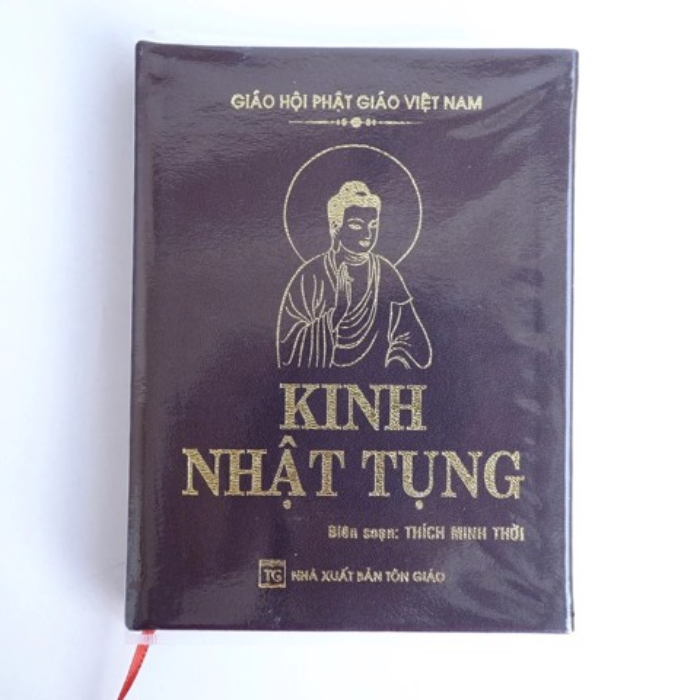 GIÁO HỘI PHẬT GIÁO VIỆT NAM
KINH
NHẬT TỤNG
Biên soạn: THÍCH MINH THỜI
TG NHÀ XUẤT BẢN TÔN GIÁO